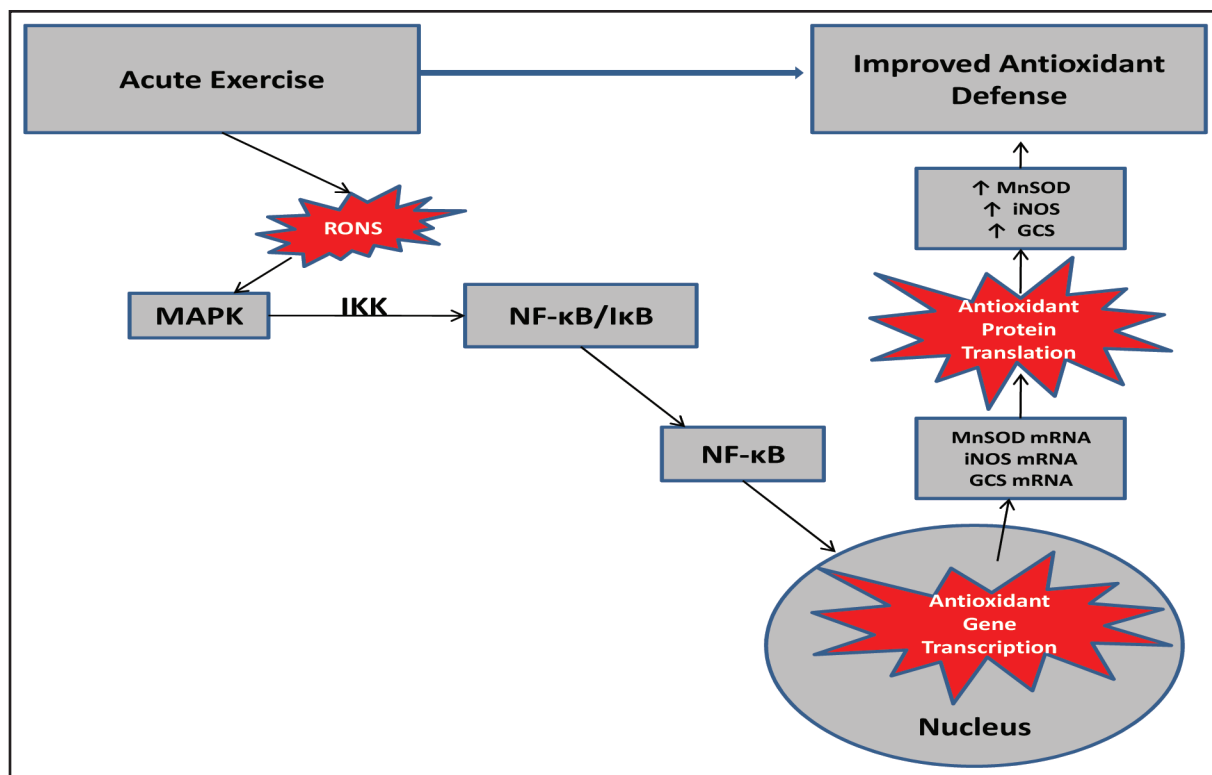 Acute Exercise
Improved Antioxidant
Defense
↑ MnSOD
↑ iNOS
↑ GCS
RONS
MAPK
IKK
NF-κB/IκB
Antioxidant
Protein
Translation
NF-κB
MnSOD mRNA
iNOS mRNA
GCS mRNA
Antioxidant
Gene
Transcription
Nucleus